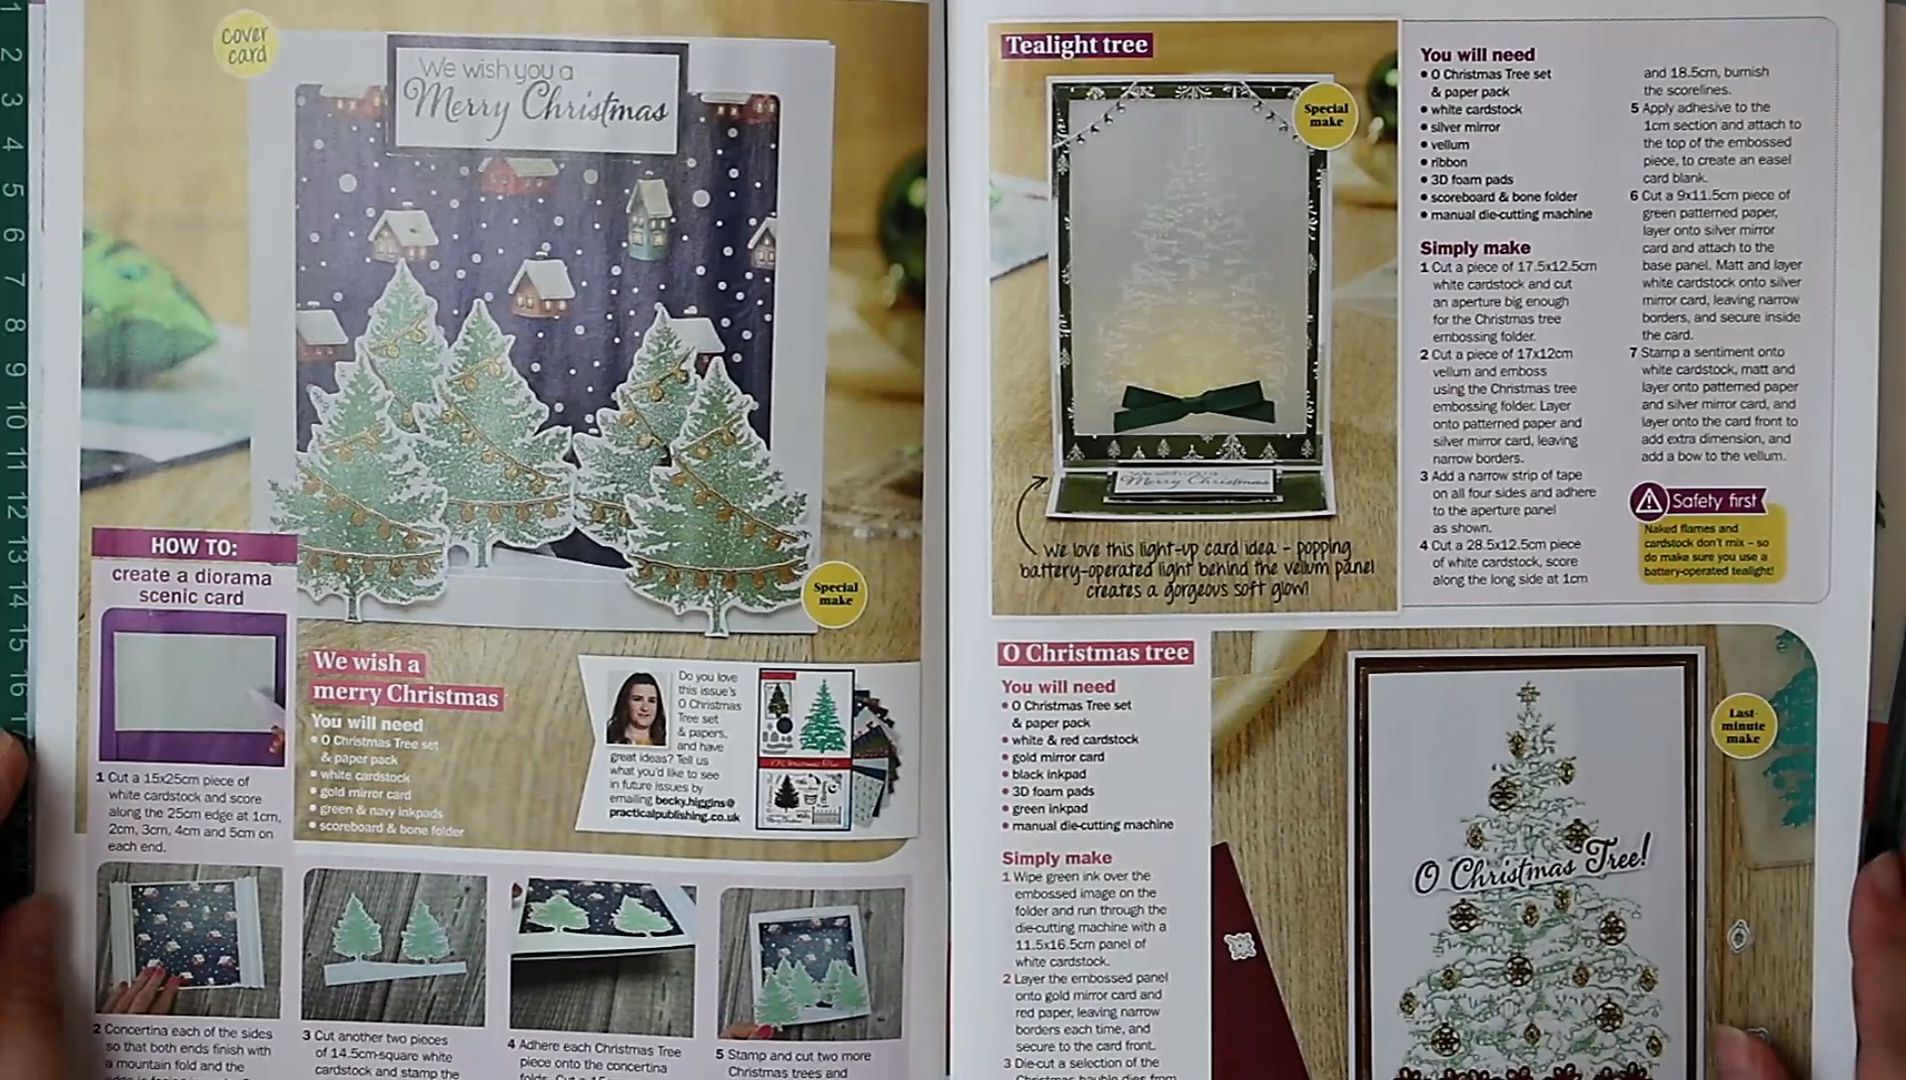 cover
card
We wish you a
Merry Christmas
Special
make
HOW TO:
create a diorama
scenic card
1 Cut a 15x25cm piece of
white cardstock and score
along the 25cm edge at 1cm,
2cm, 3cm, 4cm and 5cm on
each end.
We wish a
merry Christmas
You will need
• O Christmas Tree set
& paper pack
• white cardstock
• gold mirror card
• green & navy inkpads
• scoreboard & bone folder
Do you love
this issue's
O Christmas
Tree set
& papers,
and have
great ideas? Tell us
what you'd like to see
in future issues by
emailing becky.higgins@
practicalpublishing.co.uk
2 Concertina each of the sides
so that both ends finish with
a mountain fold and the
3 Cut another two pieces
of 14.5cm-square white
cardstock and stamp the
4 Adhere each Christmas Tree
piece onto the concertina
5 Stamp and cut two more
Christmas trees and
Tealight tree
Special
make
Merry Christmas
We love this light-up card idea – popping
battery-operated light behind the vellum panel
creates a gorgeous soft glow!
You will need
• O Christmas Tree set
& paper pack
• white cardstock
• silver mirror
• vellum
• ribbon
• 3D foam pads
• scoreboard & bone folder
• manual die-cutting machine
Simply make
1 Cut a piece of 17.5x12.5cm
white cardstock and cut
an aperture big enough
for the Christmas tree
embossing folder.
2 Cut a piece of 17x12cm
vellum and emboss
using the Christmas tree
embossing folder. Layer
onto patterned paper and
silver mirror card, leaving
narrow borders.
3 Add a narrow strip of tape
on all four sides and adhere
to the aperture panel
as shown.
4 Cut a 28.5x12.5cm piece
of white cardstock, score
along the long side at 1cm
and 18.5cm, burnish
the scorelines.
5 Apply adhesive to the
1cm section and attach to
the top of the embossed
piece, to create an easel
card blank.
6 Cut a 9x11.5cm piece of
green patterned paper,
layer onto silver mirror
card and attach to the
base panel. Matt and layer
white cardstock onto silver
mirror card, leaving narrow
borders, and secure inside
the card.
7 Stamp a sentiment onto
white cardstock, matt and
layer onto patterned paper
and silver mirror card, and
layer onto the card front to
add extra dimension, and
add a bow to the vellum.
Safety first
Naked flames and
cardstock don't mix – so
do make sure you use a
battery-operated tealight!
O Christmas tree
You will need
• O Christmas Tree set
& paper pack
• white & red cardstock
• gold mirror card
• black inkpad
• 3D foam pads
• green inkpad
• manual die-cutting machine
Simply make
1 Wipe green ink over the
embossed image on the
folder and run through the
die-cutting machine with a
11.5x16.5cm panel of
white cardstock.
2 Layer the embossed panel
onto gold mirror card and
red paper, leaving narrow
borders each time, and
secure to the card front.
3 Die-cut a selection of the
Christmas bauble dies from
Last-
minute
make
O Christmas Tree!
1
2
3
4
5
6
7
8
9
10
11
12
13
14
15
16